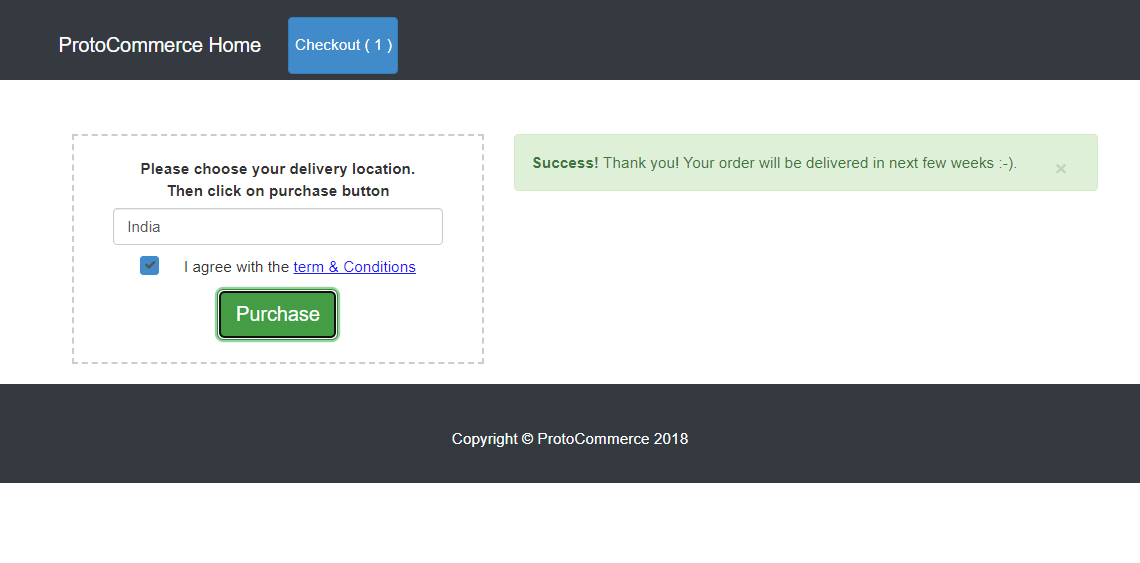 ProtoCommerce Home
Checkout ( 1 )
Please choose your delivery location.
Then click on purchase button
India
I agree with the term & Conditions
Purchase
Success! Thank you! Your order will be delivered in next few weeks :-).
×
Copyright © ProtoCommerce 2018